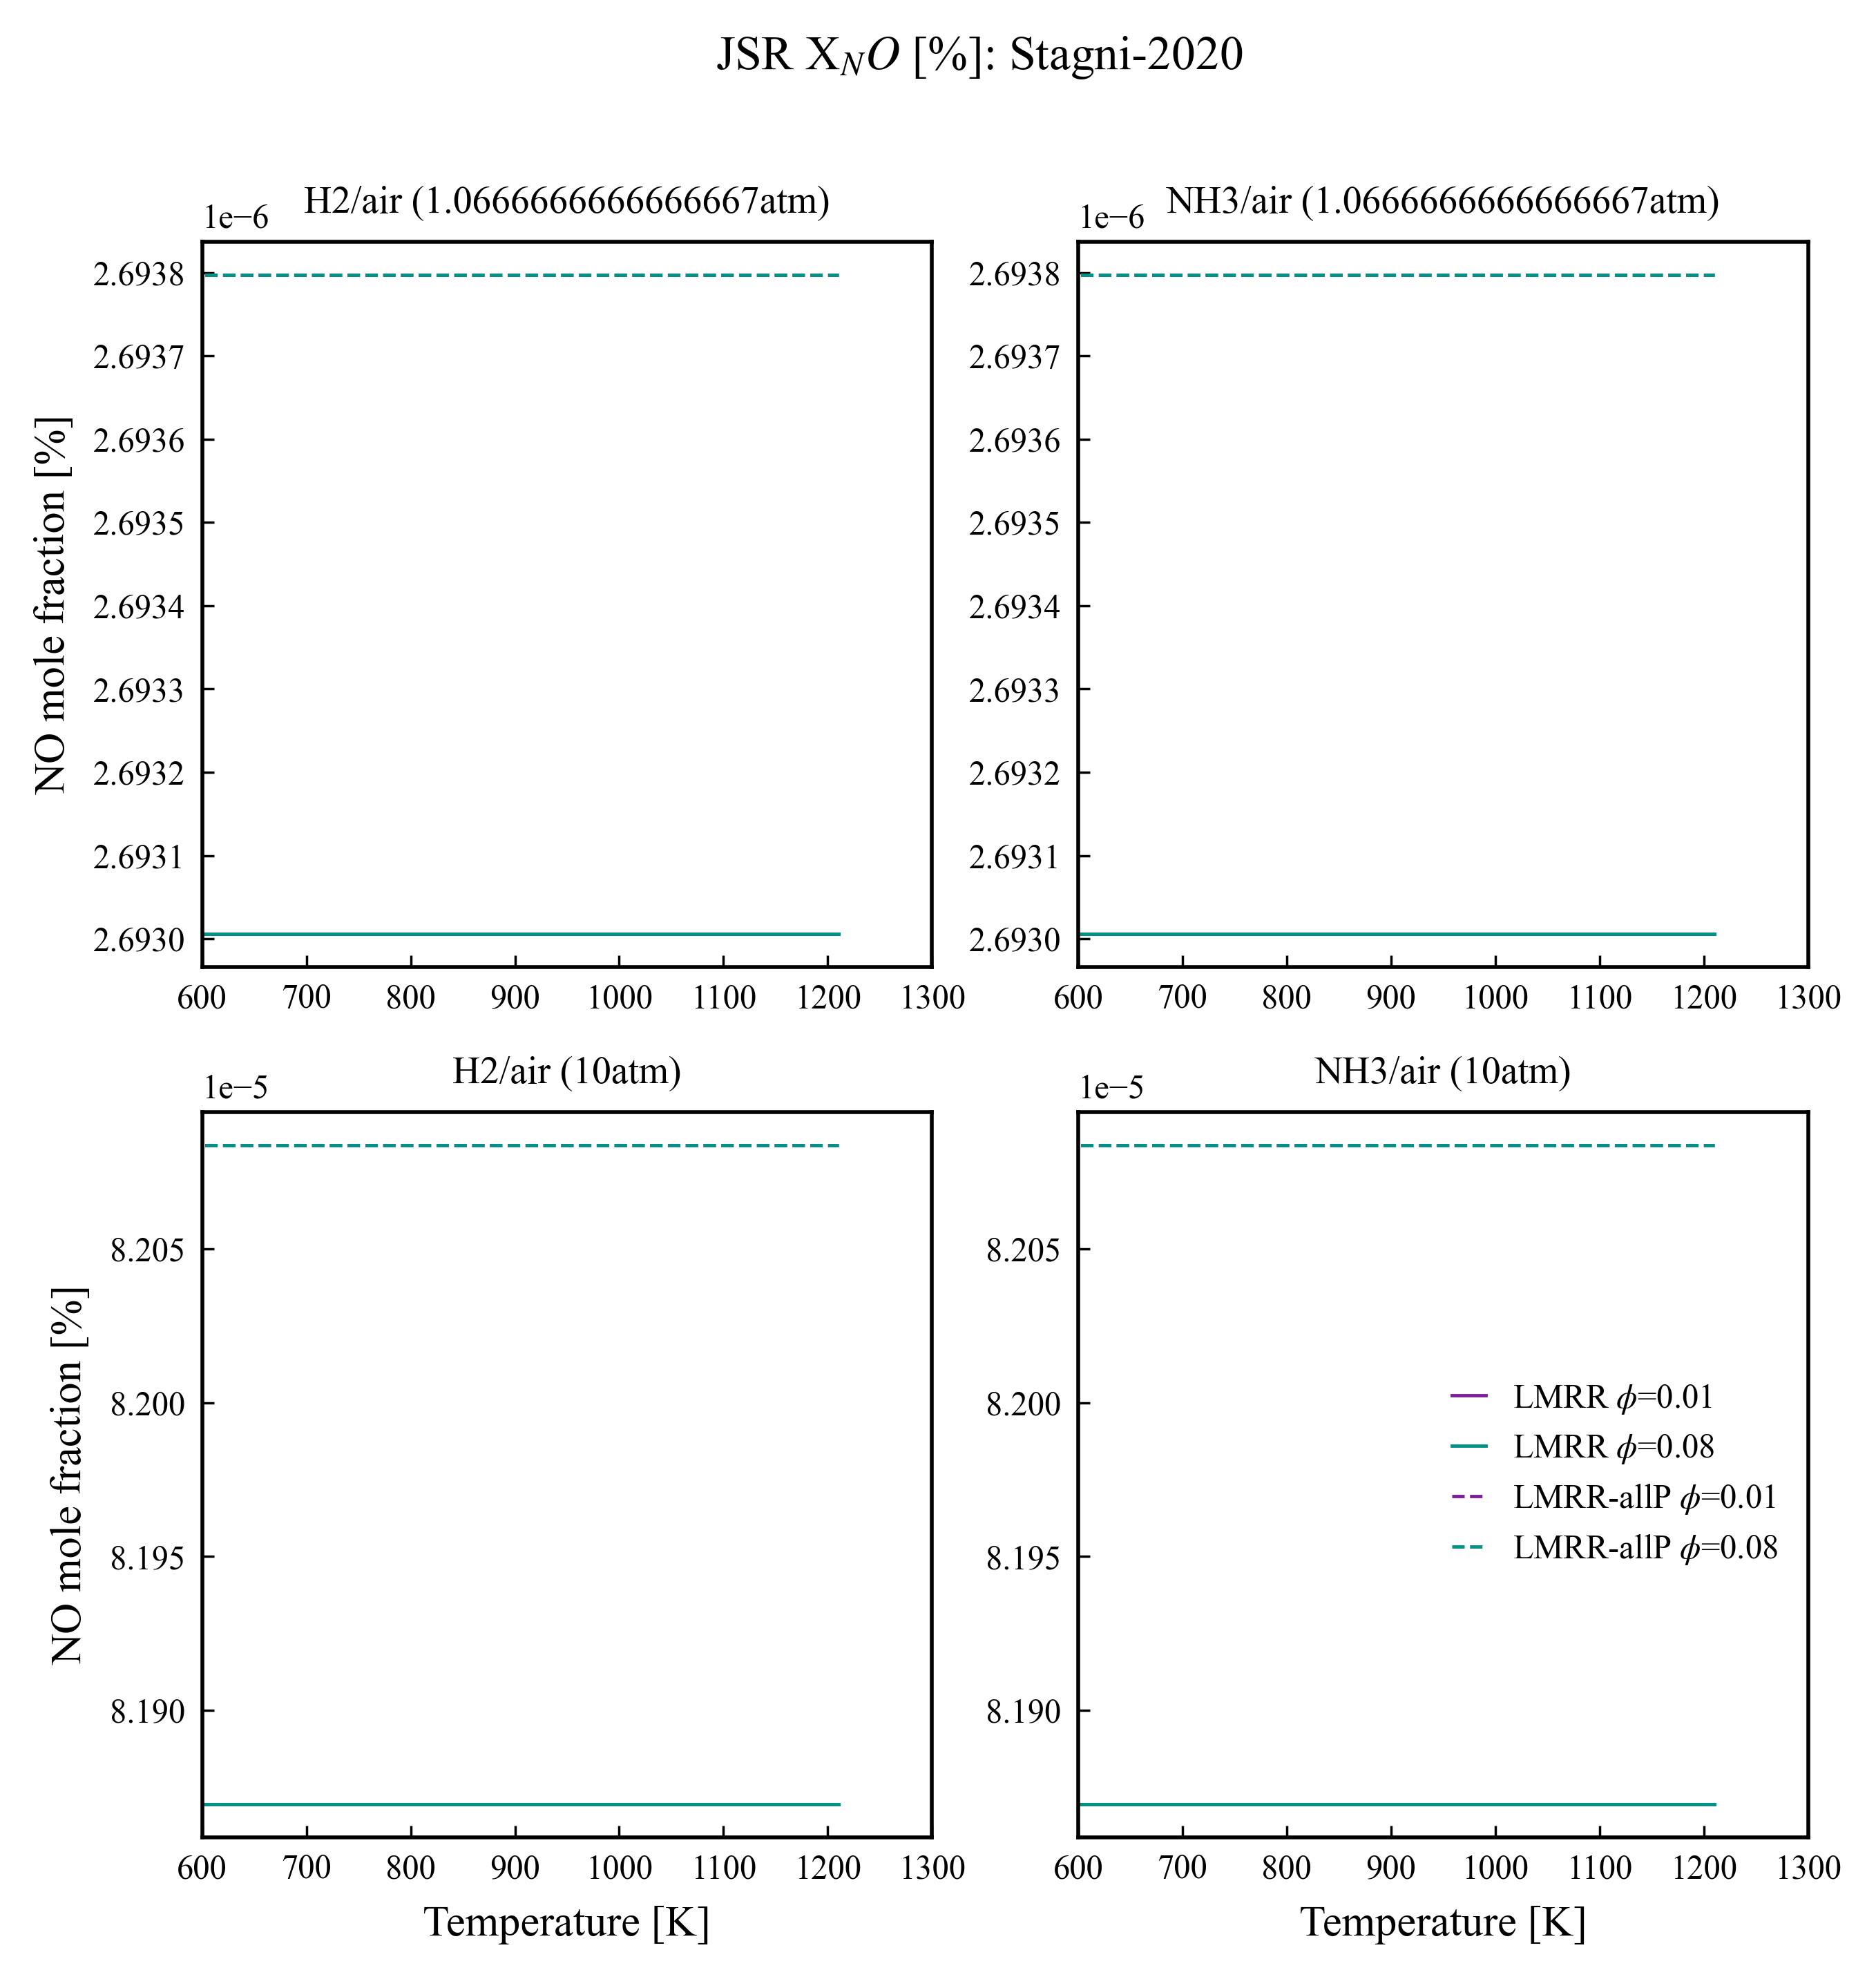 JSR X_NO [%]: Stagni-2020
H2/air (1.0666666666666667atm)
NH3/air (1.0666666666666667atm)
1e−6
1e−6
2.6938
2.6937
2.6936
2.6935
2.6934
2.6933
2.6932
2.6931
2.6930
NO mole fraction [%]
2.6938
2.6937
2.6936
2.6935
2.6934
2.6933
2.6932
2.6931
2.6930
600 700 800 900 1000 1100 1200 1300
600 700 800 900 1000 1100 1200 1300
H2/air (10atm)
NH3/air (10atm)
1e−5
1e−5
8.205
8.200
8.195
8.190
NO mole fraction [%]
8.205
8.200
8.195
8.190
LMRR ϕ=0.01
LMRR ϕ=0.08
LMRR-allP ϕ=0.01
LMRR-allP ϕ=0.08
600 700 800 900 1000 1100 1200 1300
600 700 800 900 1000 1100 1200 1300
Temperature [K]
Temperature [K]